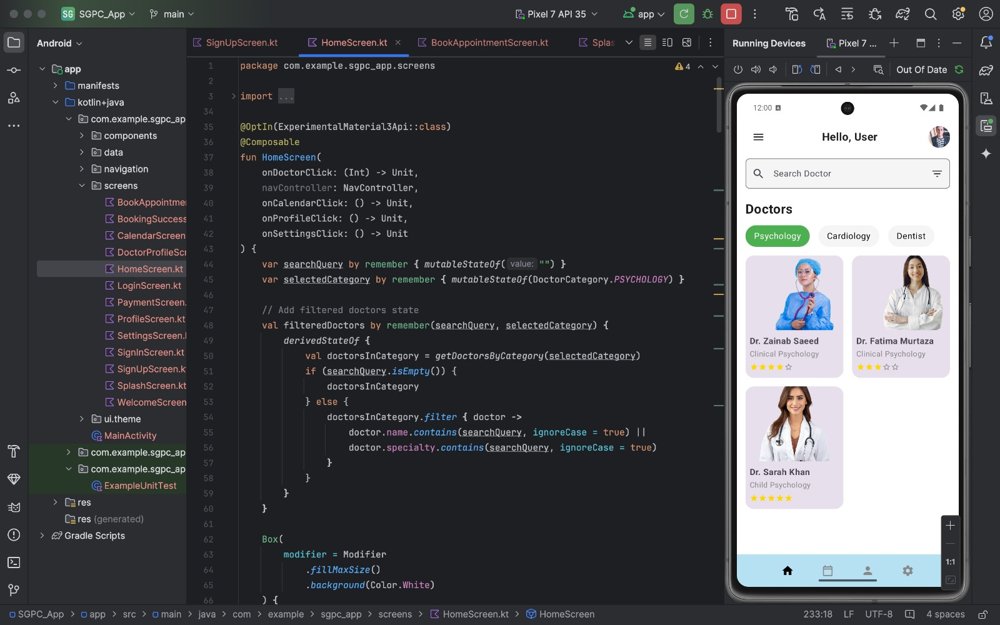 SG SGPC_App main Pixel 7 API 35 app
Android
app
manifests
kotlin+java
com.example.sgpc_ap
components
data
navigation
screens
BookAppointme
BookingSuccess
CalendarScreen
DoctorProfileScr
HomeScreen.kt
LoginScreen.kt
PaymentScreen.
ProfileScreen.kt
SettingsScreen.
SignInScreen.kt
SignUpScreen.k
SplashScreen.kt
WelcomeScreen
ui.theme
MainActivity
com.example.sgpc_ap
com.example.sgpc_ap
ExampleUnitTest
res
res (generated)
Gradle Scripts
SignUpScreen.kt HomeScreen.kt BookAppointmentScreen.kt Splas
4
1 package com.example.sgpc_app.screens
2
3 import ...
34
35 @OptIn(ExperimentalMaterial3Api::class)
36 @Composable
37 fun HomeScreen(
38 onDoctorClick: (Int) -> Unit,
39 navController: NavController,
40 onCalendarClick: () -> Unit,
41 onProfileClick: () -> Unit,
42 onSettingsClick: () -> Unit
43 ) {
44 var searchQuery by remember { mutableStateOf( value: "") }
45 var selectedCategory by remember { mutableStateOf(DoctorCategory.PSYCHOLOGY) }
46
47 // Add filtered doctors state
48 val filteredDoctors by remember(searchQuery, selectedCategory) {
49 derivedStateOf {
50 val doctorsInCategory = getDoctorsByCategory(selectedCategory)
51 if (searchQuery.isEmpty()) {
52 doctorsInCategory
53 } else {
54 doctorsInCategory.filter { doctor ->
55 doctor.name.contains(searchQuery, ignoreCase = true) ||
56 doctor.specialty.contains(searchQuery, ignoreCase = true)
57 }
58 }
59 }
60 }
61
62 Box(
63 modifier = Modifier
64 .fillMaxSize()
65 .background(Color.White)
66 ) {
Running Devices Pixel 7 ...
Out Of Date
12:00
Hello, User
Search Doctor
Doctors
Psychology Cardiology Dentist
Dr. Zainab Saeed
Clinical Psychology
Dr. Fatima Murtaza
Clinical Psychology
Dr. Sarah Khan
Child Psychology
1:1
SGPC_App app src main java com example sgpc_app screens HomeScreen.kt HomeScreen 233:18 LF UTF-8 4 spaces